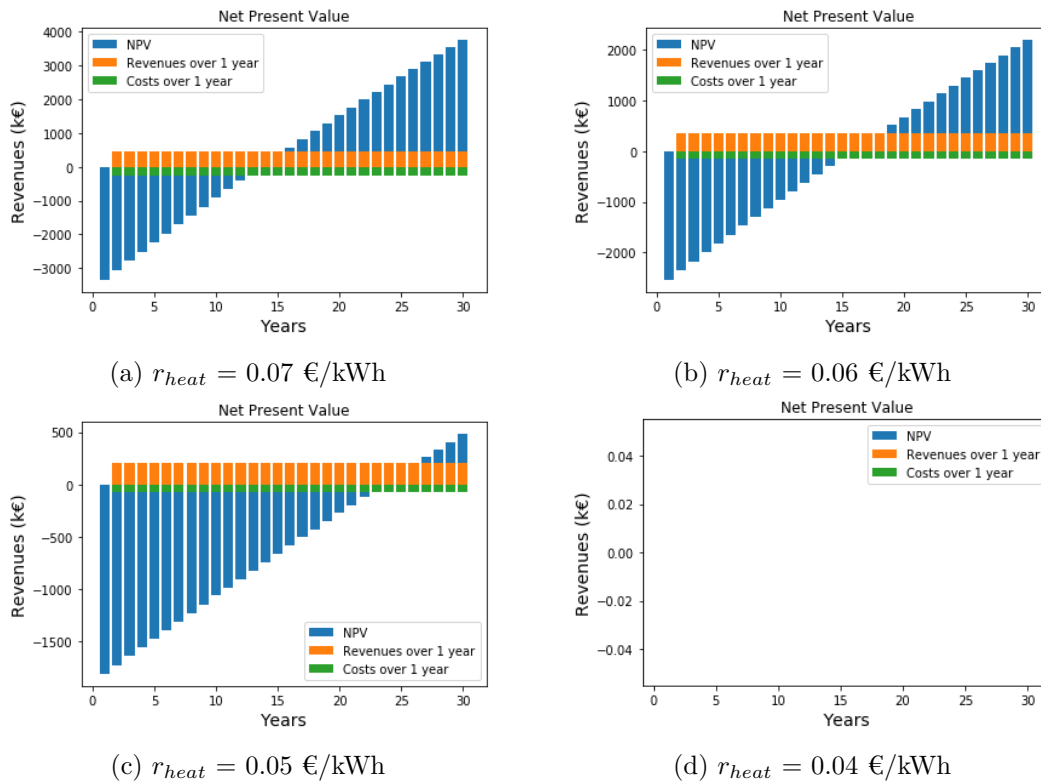 Net Present Value
4000
3000
2000
1000
0
−1000
−2000
−3000
Revenues (k€)
NPV
Revenues over 1 year
Costs over 1 year
0 5 10 15 20 25 30
Years
(a) r_heat = 0.07 €/kWh
Net Present Value
2000
1000
0
−1000
−2000
Revenues (k€)
NPV
Revenues over 1 year
Costs over 1 year
0 5 10 15 20 25 30
Years
(b) r_heat = 0.06 €/kWh
Net Present Value
500
0
−500
−1000
−1500
Revenues (k€)
NPV
Revenues over 1 year
Costs over 1 year
0 5 10 15 20 25 30
Years
(c) r_heat = 0.05 €/kWh
Net Present Value
0.04
0.02
0.00
−0.02
−0.04
Revenues (k€)
NPV
Revenues over 1 year
Costs over 1 year
0 5 10 15 20 25 30
Years
(d) r_heat = 0.04 €/kWh